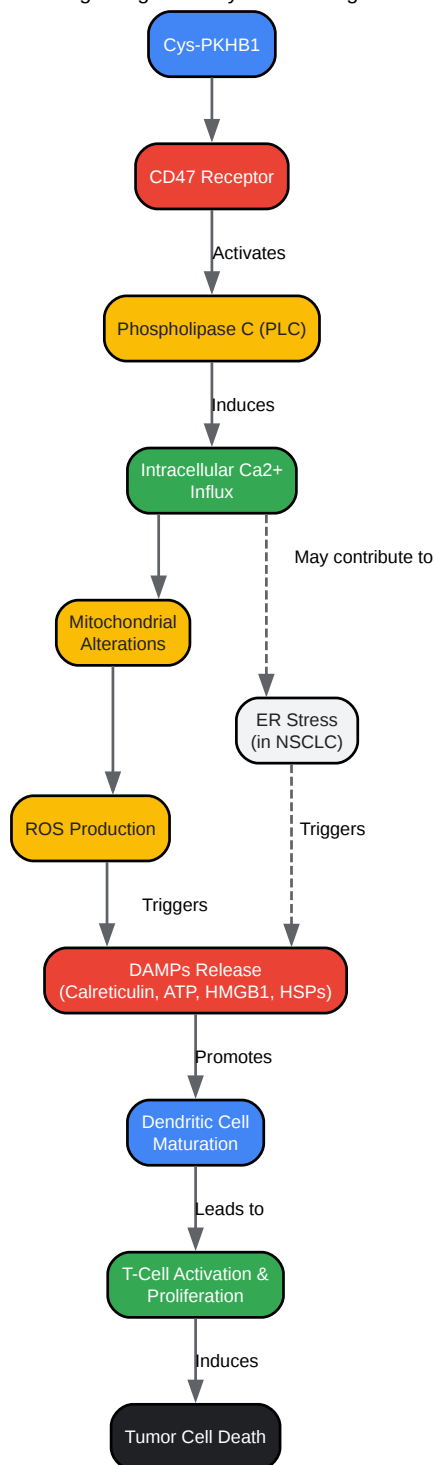 Cys-PKHB1
CD47 Receptor
Activates
Phospholipase C (PLC)
Induces
Intracellular Ca2+
Influx
May contribute to
Mitochondrial
Alterations
ER Stress
(in NSCLC)
ROS Production
Triggers
Triggers
DAMPs Release
(Calreticulin, ATP, HMGB1, HSPs)
Promotes
Dendritic Cell
Maturation
Leads to
T-Cell Activation &
Proliferation
Induces
Tumor Cell Death